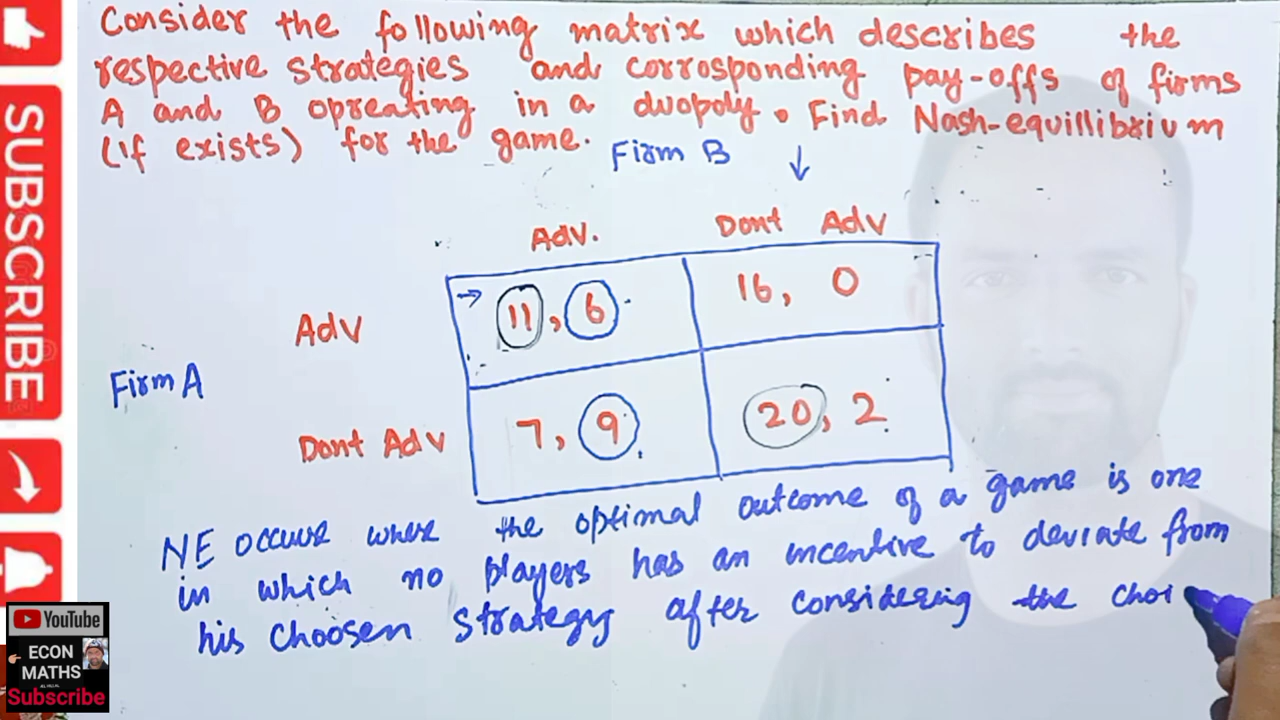 Consider the following matrix which describes the
respective strategies and corrosponding pay-offs of firms
A and B opreating in a duopoly. Find Nash-equillibrium
(if exists) for the game.
Firm B
Adv.
Dont Adv
Adv
11, 6
16, 0
Firm A
Dont Adv
7, 9
20, 2
NE occurs where the optimal outcome of a game is one
in which no players has an incentive to deviate from
his choosen strategy after considering the choi
SUBSCRIBE
YouTube
ECON
MATHS
Subscribe